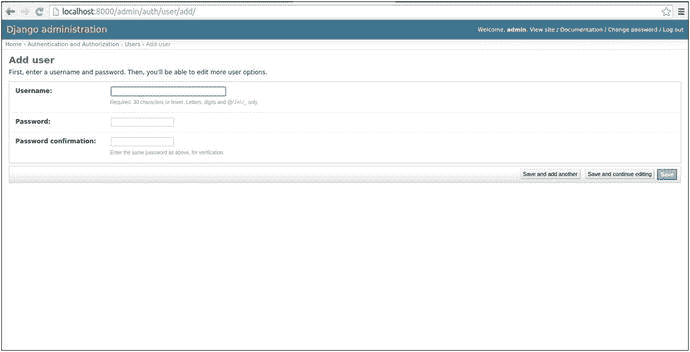 localhost:8000/admin/auth/user/add/
Django administration
Welcome, admin. View site / Documentation / Change password / Log out
Home › Authentication and Authorization › Users › Add user
Add user
First, enter a username and password. Then, you'll be able to edit more user options.
Username:
Required. 30 characters or fewer. Letters, digits and @/./+/-/_ only.
Password:
Password confirmation:
Enter the same password as above, for verification.
Save and add another
Save and continue editing
Save